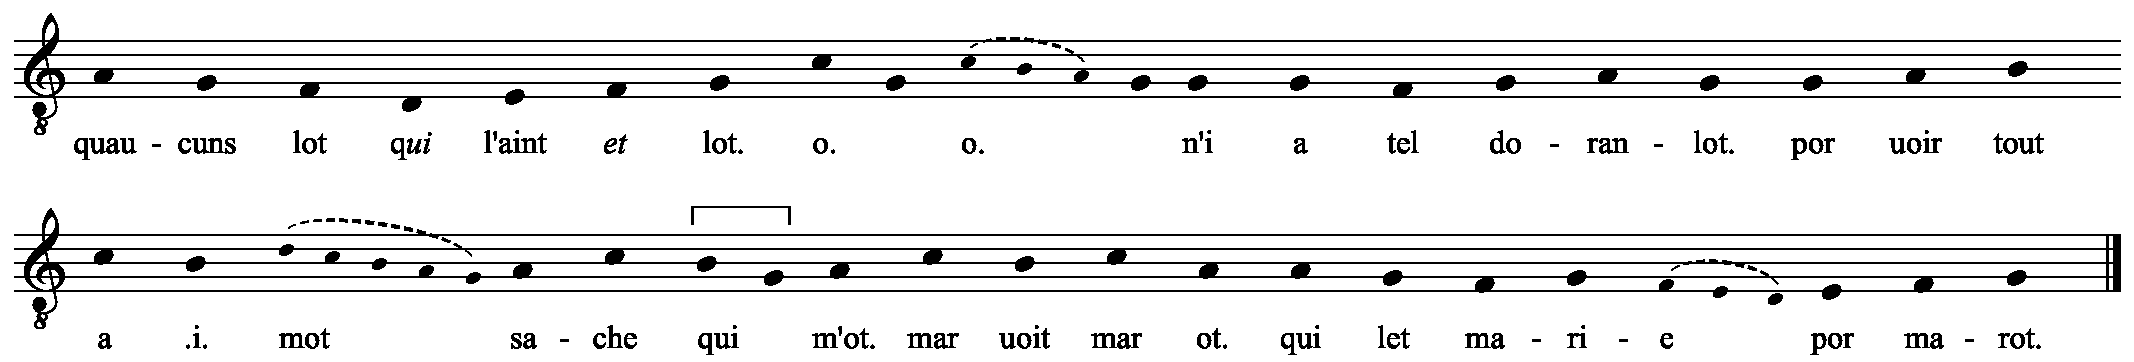 quau - cuns lot qui l'aint et lot. o. o. n'i a tel do - ran - lot. por uoir tout
a .i. mot sa - che qui m'ot. mar uoit mar ot. qui let ma - ri - e por ma - rot.